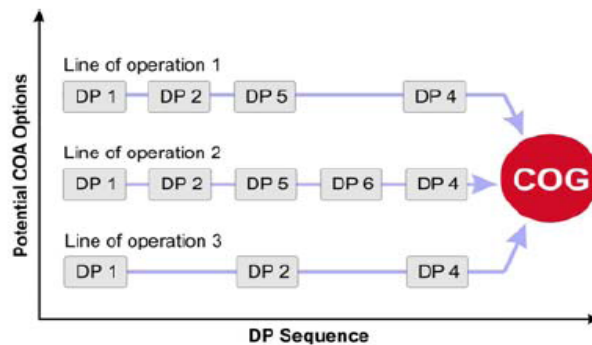 Potential COA Options
Line of operation 1
DP 1 DP 2 DP 5 DP 4
Line of operation 2
DP 1 DP 2 DP 5 DP 6 DP 4
COG
Line of operation 3
DP 1 DP 2 DP 4
DP Sequence